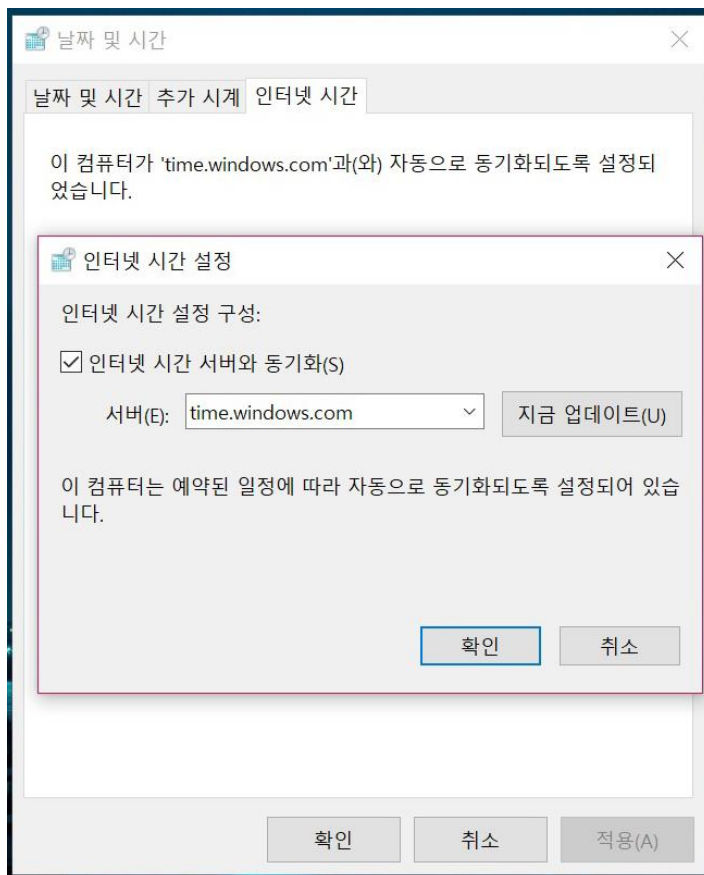 날짜 및 시간
날짜 및 시간 추가 시계 인터넷 시간
이 컴퓨터가 'time.windows.com'과(와) 자동으로 동기화되도록 설정되
었습니다.
인터넷 시간 설정
인터넷 시간 설정 구성:
인터넷 시간 서버와 동기화(S)
서버(E): time.windows.com 지금 업데이트(U)
이 컴퓨터는 예약된 일정에 따라 자동으로 동기화되도록 설정되어 있습
니다.
확인 취소
확인 취소 적용(A)